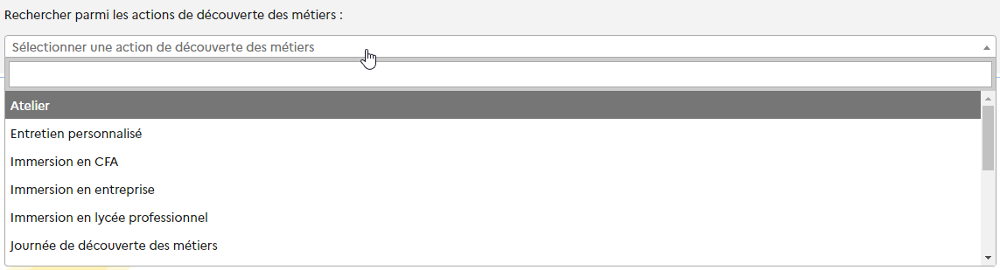 Rechercher parmi les actions de découverte des métiers :
Sélectionner une action de découverte des métiers
Atelier
Entretien personnalisé
Immersion en CFA
Immersion en entreprise
Immersion en lycée professionnel
Journée de découverte des métiers